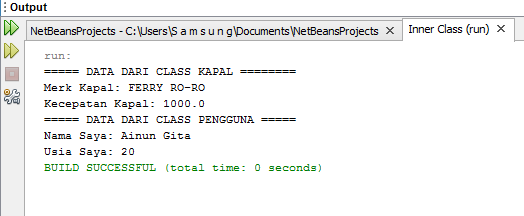 Output
NetBeansProjects - C:\Users\S a m s u n g\Documents\NetBeansProjects
Inner Class (run)
run:
===== DATA DARI CLASS KAPAL ========
Merk Kapal: FERRY RO-RO
Kecepatan Kapal: 1000.0
===== DATA DARI CLASS PENGGUNA =====
Nama Saya: Ainun Gita
Usia Saya: 20
BUILD SUCCESSFUL (total time: 0 seconds)